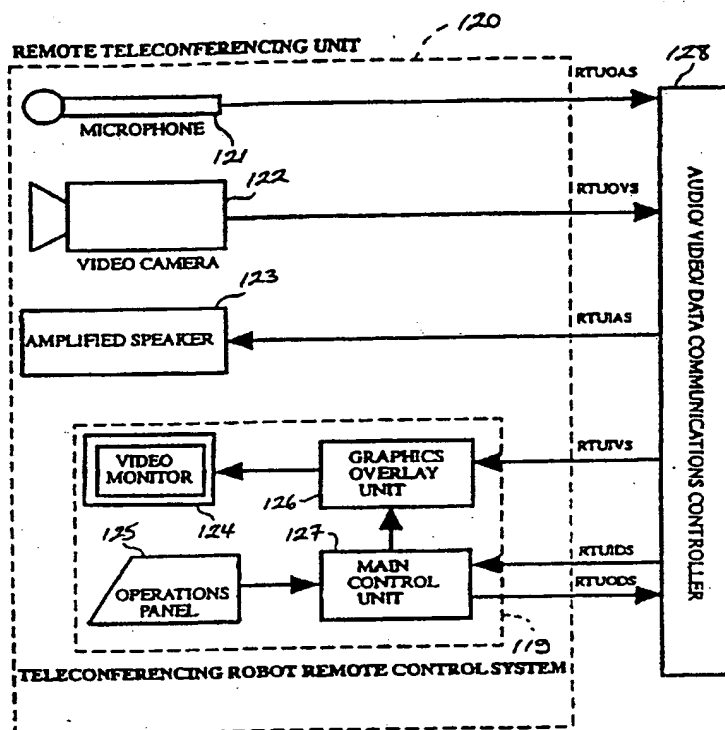 120
REMOTE TELECONFERENCING UNIT
128
RTUOAS
MICROPHONE
121
122
RTUOVS
VIDEO CAMERA
123
AMPLIFIED SPEAKER
RTUIAS
VIDEO
MONITOR
GRAPHICS
OVERLAY
UNIT
RTUIVS
124
126
125
127
OPERATIONS
PANEL
MAIN
CONTROL
UNIT
RTUIDS
RTUODS
119
TELECONFERENCING ROBOT REMOTE CONTROL SYSTEM
AUDIO/VIDEO/DATA COMMUNICATIONS CONTROLLER